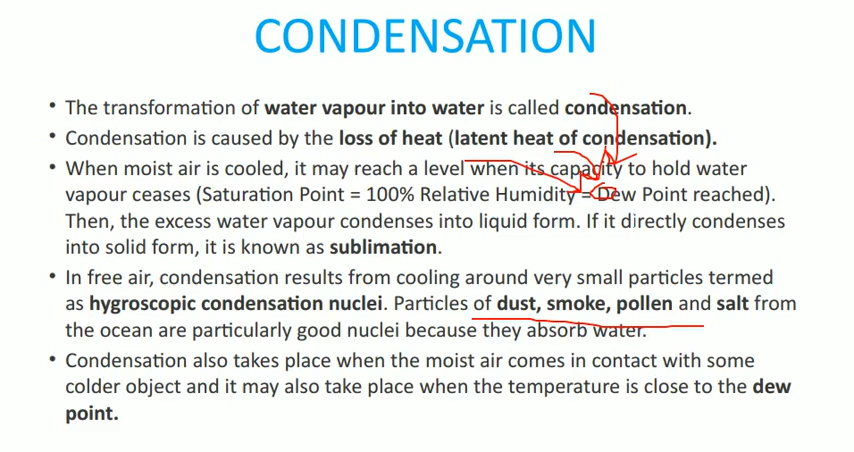 CONDENSATION
• The transformation of water vapour into water is called condensation.
• Condensation is caused by the loss of heat (latent heat of condensation).
• When moist air is cooled, it may reach a level when its capacity to hold water
vapour ceases (Saturation Point = 100% Relative Humidity = Dew Point reached).
Then, the excess water vapour condenses into liquid form. If it directly condenses
into solid form, it is known as sublimation.
• In free air, condensation results from cooling around very small particles termed
as hygroscopic condensation nuclei. Particles of dust, smoke, pollen and salt from
the ocean are particularly good nuclei because they absorb water.
• Condensation also takes place when the moist air comes in contact with some
colder object and it may also take place when the temperature is close to the dew
point.